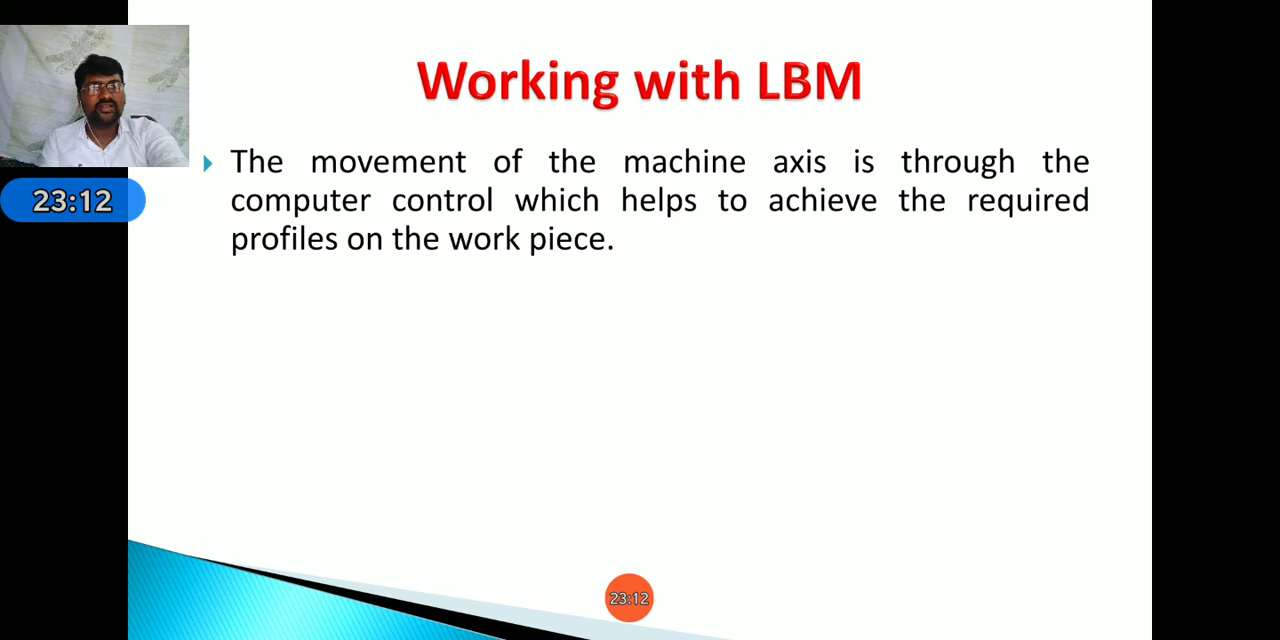 Working with LBM
The movement of the machine axis is through the
computer control which helps to achieve the required
profiles on the work piece.
23:12
23:12